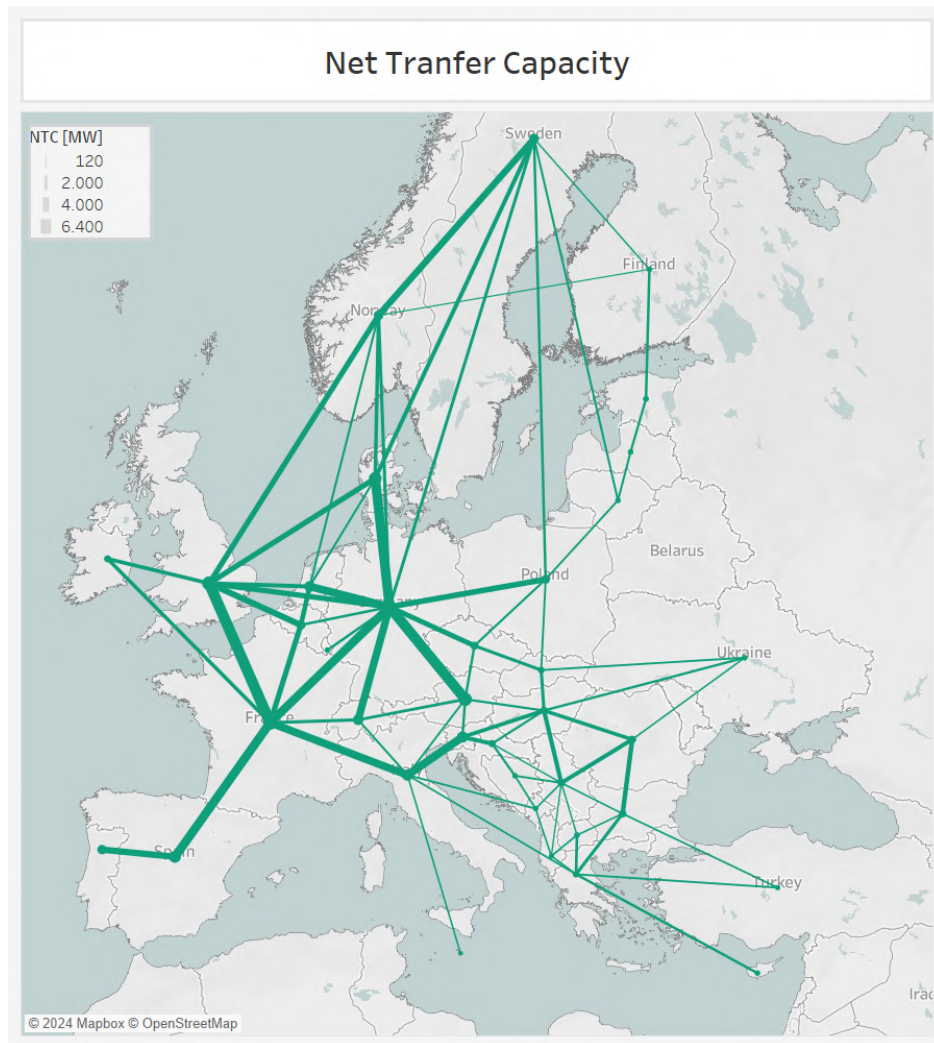 Net Tranfer Capacity
NTC [MW]
120
2.000
4.000
6.400
Sweden
Finland
Norway
Belarus
Poland
Ukraine
France
Spain
Turkey
Iraq
© 2024 Mapbox © OpenStreetMap